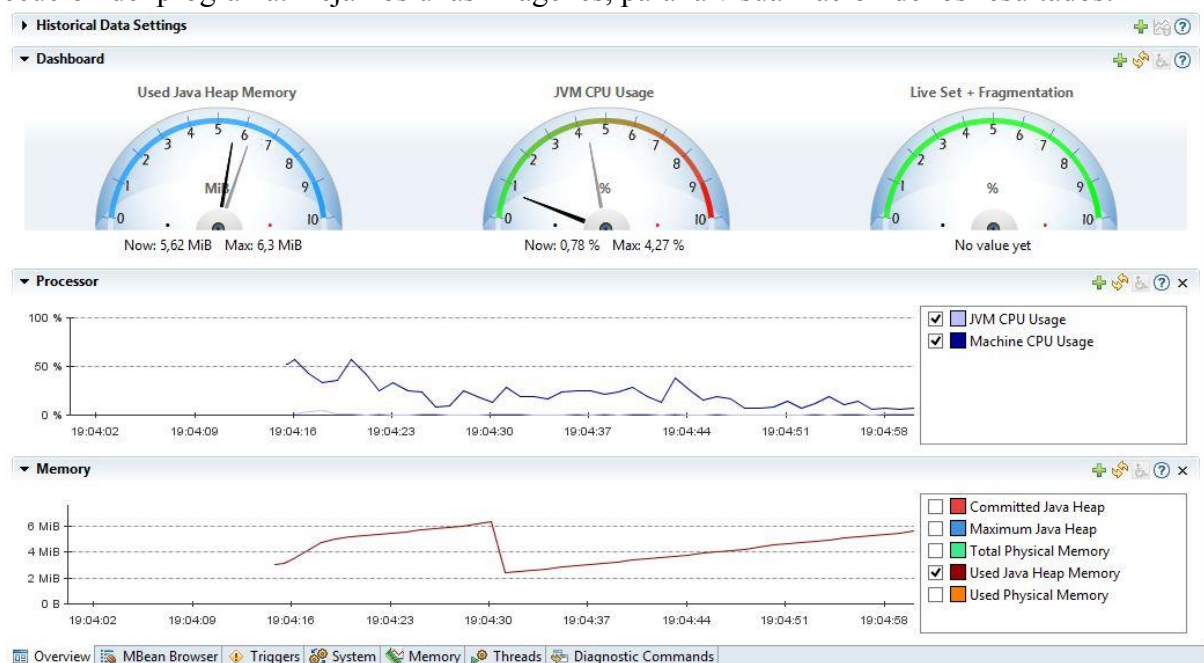 Historical Data Settings
Dashboard
Used Java Heap Memory
JVM CPU Usage
Live Set + Fragmentation
0 1 2 3 4 5 6 7 8 9 10
MiB
0 1 2 3 4 5 6 7 8 9 10
%
0 1 2 3 4 5 6 7 8 9 10
%
Now: 5,62 MiB Max: 6,3 MiB
Now: 0,78 % Max: 4,27 %
No value yet
Processor
100 %
50 %
0 %
19:04:02 19:04:09 19:04:16 19:04:23 19:04:30 19:04:37 19:04:44 19:04:51 19:04:58
JVM CPU Usage
Machine CPU Usage
Memory
6 MiB
4 MiB
2 MiB
0 B
19:04:02 19:04:09 19:04:16 19:04:23 19:04:30 19:04:37 19:04:44 19:04:51 19:04:58
Committed Java Heap
Maximum Java Heap
Total Physical Memory
Used Java Heap Memory
Used Physical Memory
Overview MBean Browser Triggers System Memory Threads Diagnostic Commands